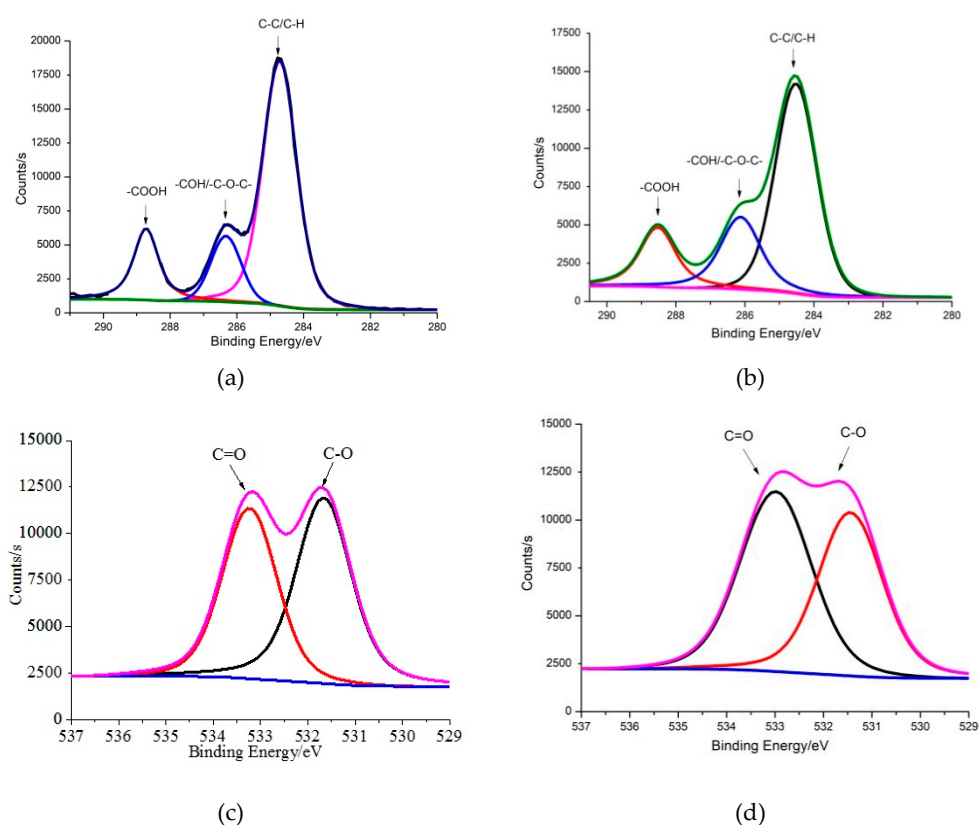 C-C/C-H
-COH/-C-O-C-
-COOH
20000
17500
15000
12500
10000
7500
5000
2500
0
Counts/s
290 288 286 284 282 280
Binding Energy/eV
(a)
C-C/C-H
-COH/-C-O-C-
-COOH
17500
15000
12500
10000
7500
5000
2500
0
Counts/s
290 288 286 284 282 280
Binding Energy/eV
(b)
C=O
C-O
15000
12500
10000
7500
5000
2500
0
Counts/s
537 536 535 534 533 532 531 530 529
Binding Energy/eV
(c)
C=O
C-O
15000
12500
10000
7500
5000
2500
0
Counts/s
537 536 535 534 533 532 531 530 529
Binding Energy/eV
(d)